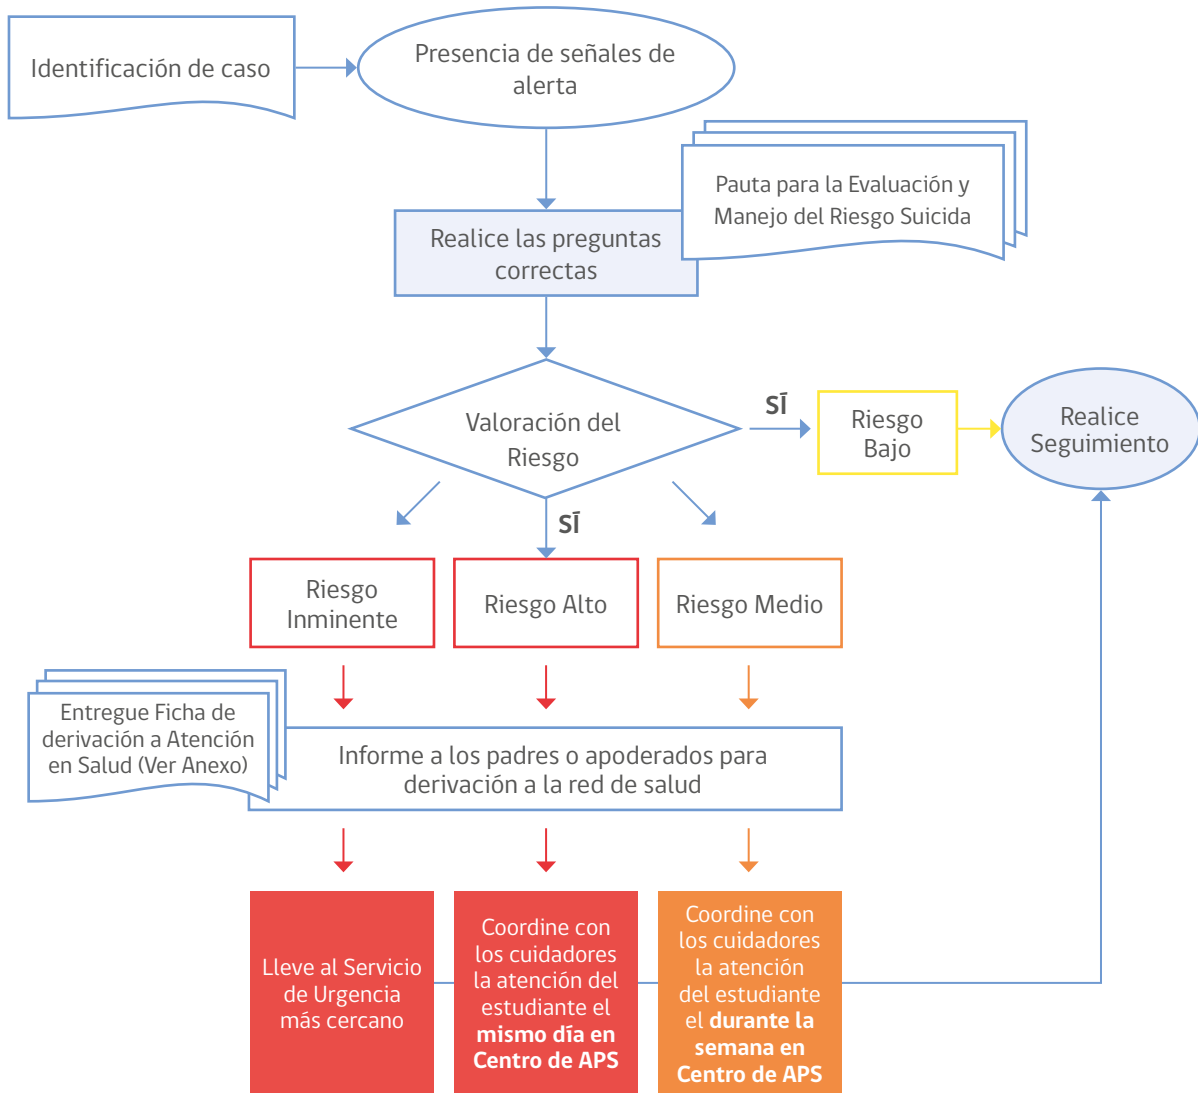 Identificación de caso
Presencia de señales de
alerta
Pauta para la Evaluación y
Manejo del Riesgo Suicida
Realice las preguntas
correctas
Valoración del
Riesgo
SÍ
Riesgo
Bajo
Realice
Seguimiento
SÍ
Riesgo
Inminente
Riesgo Alto
Riesgo Medio
Entregue Ficha de
derivación a Atención
en Salud (Ver Anexo)
Informe a los padres o apoderados para
derivación a la red de salud
Lleve al Servicio
de Urgencia
más cercano
Coordine con
los cuidadores
la atención del
estudiante el
mismo día en
Centro de APS
Coordine con
los cuidadores
la atención
del estudiante
el durante la
semana en
Centro de APS